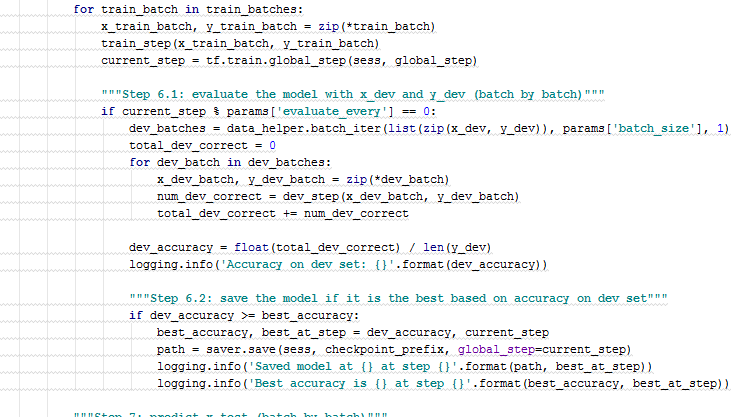 for train_batch in train_batches:
x_train_batch, y_train_batch = zip(*train_batch)
train_step(x_train_batch, y_train_batch)
current_step = tf.train.global_step(sess, global_step)
"""Step 6.1: evaluate the model with x_dev and y_dev (batch by batch)"""
if current_step % params['evaluate_every'] == 0:
dev_batches = data_helper.batch_iter(list(zip(x_dev, y_dev)), params['batch_size'], 1)
total_dev_correct = 0
for dev_batch in dev_batches:
x_dev_batch, y_dev_batch = zip(*dev_batch)
num_dev_correct = dev_step(x_dev_batch, y_dev_batch)
total_dev_correct += num_dev_correct
dev_accuracy = float(total_dev_correct) / len(y_dev)
logging.info('Accuracy on dev set: {}'.format(dev_accuracy))
"""Step 6.2: save the model if it is the best based on accuracy on dev set"""
if dev_accuracy >= best_accuracy:
best_accuracy, best_at_step = dev_accuracy, current_step
path = saver.save(sess, checkpoint_prefix, global_step=current_step)
logging.info('Saved model at {} at step {}'.format(path, best_at_step))
logging.info('Best accuracy is {} at step {}'.format(best_accuracy, best_at_step))
"""Step 7: predict x_test (batch by batch)"""